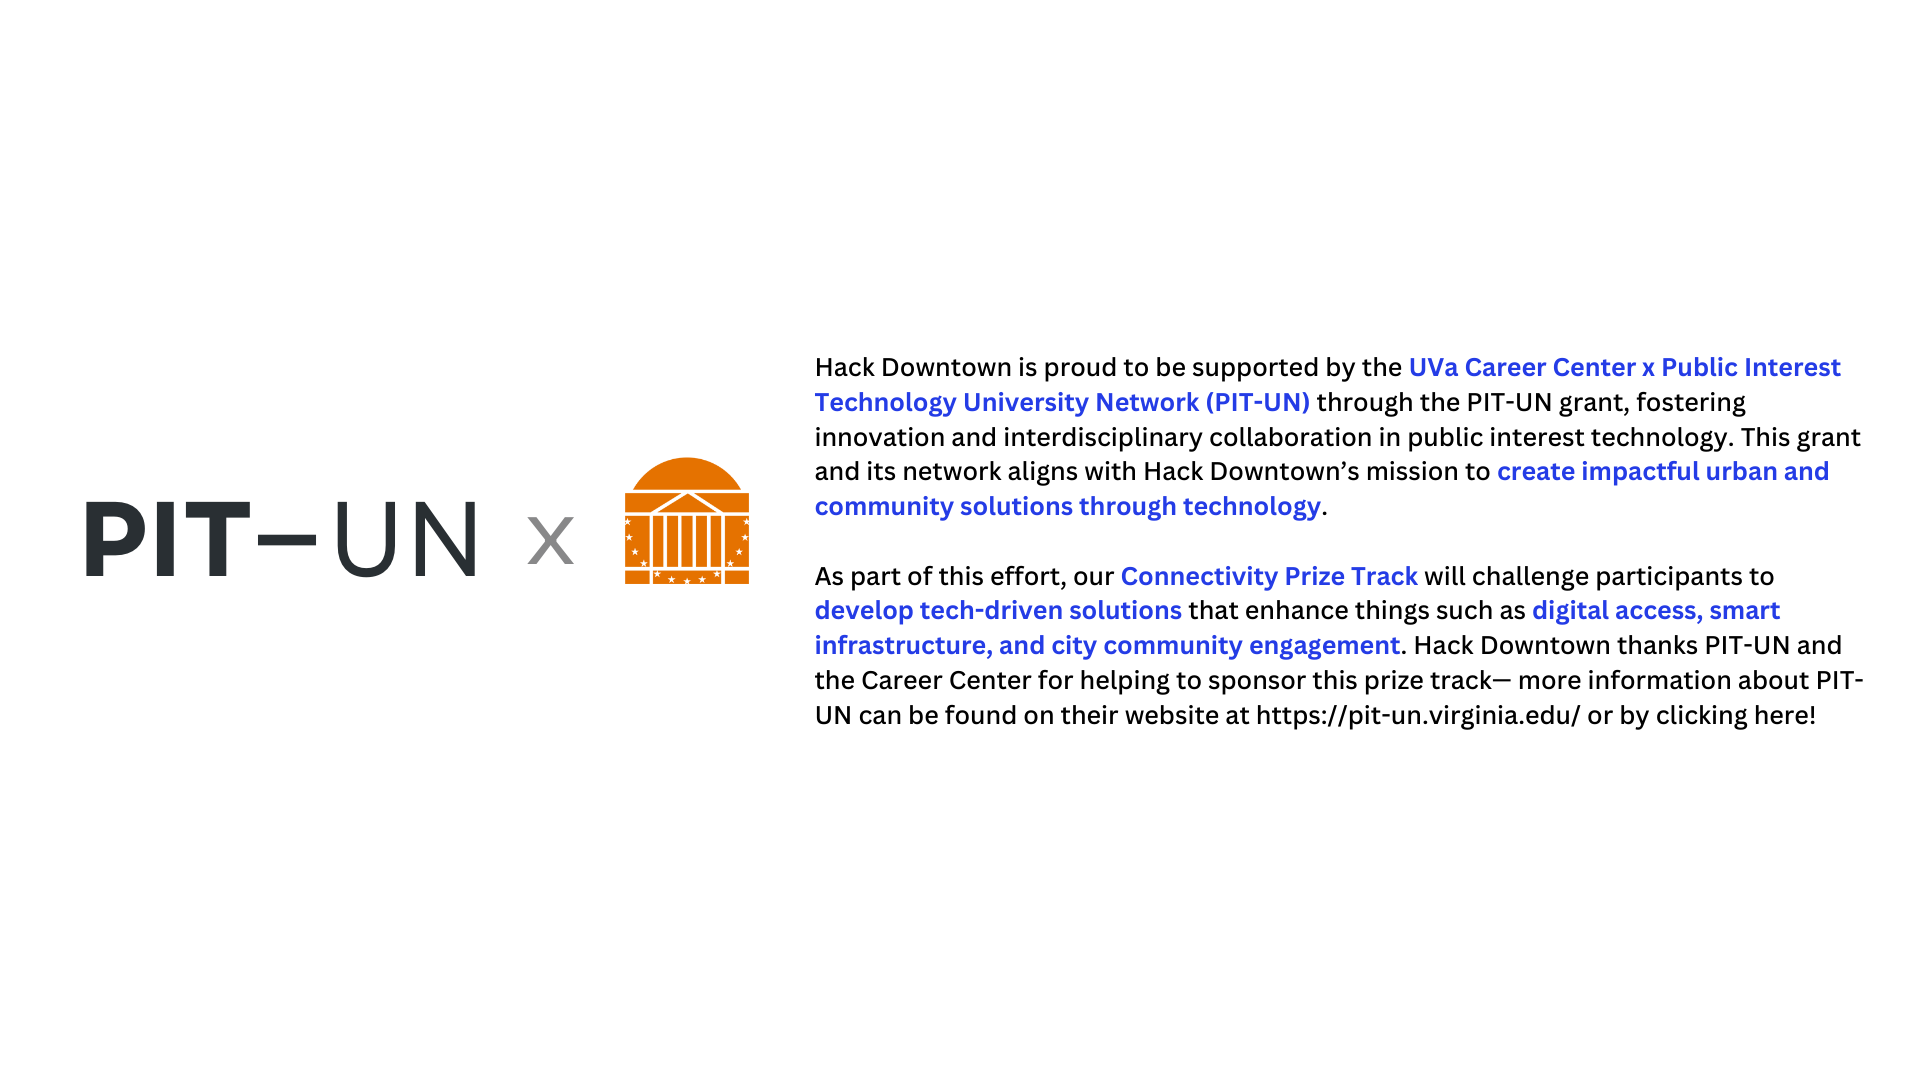 PIT–UN x
Hack Downtown is proud to be supported by the UVa Career Center x Public Interest
Technology University Network (PIT-UN) through the PIT-UN grant, fostering
innovation and interdisciplinary collaboration in public interest technology. This grant
and its network aligns with Hack Downtown’s mission to create impactful urban and
community solutions through technology.
As part of this effort, our Connectivity Prize Track will challenge participants to
develop tech-driven solutions that enhance things such as digital access, smart
infrastructure, and city community engagement. Hack Downtown thanks PIT-UN and
the Career Center for helping to sponsor this prize track— more information about PIT-
UN can be found on their website at https://pit-un.virginia.edu/ or by clicking here!